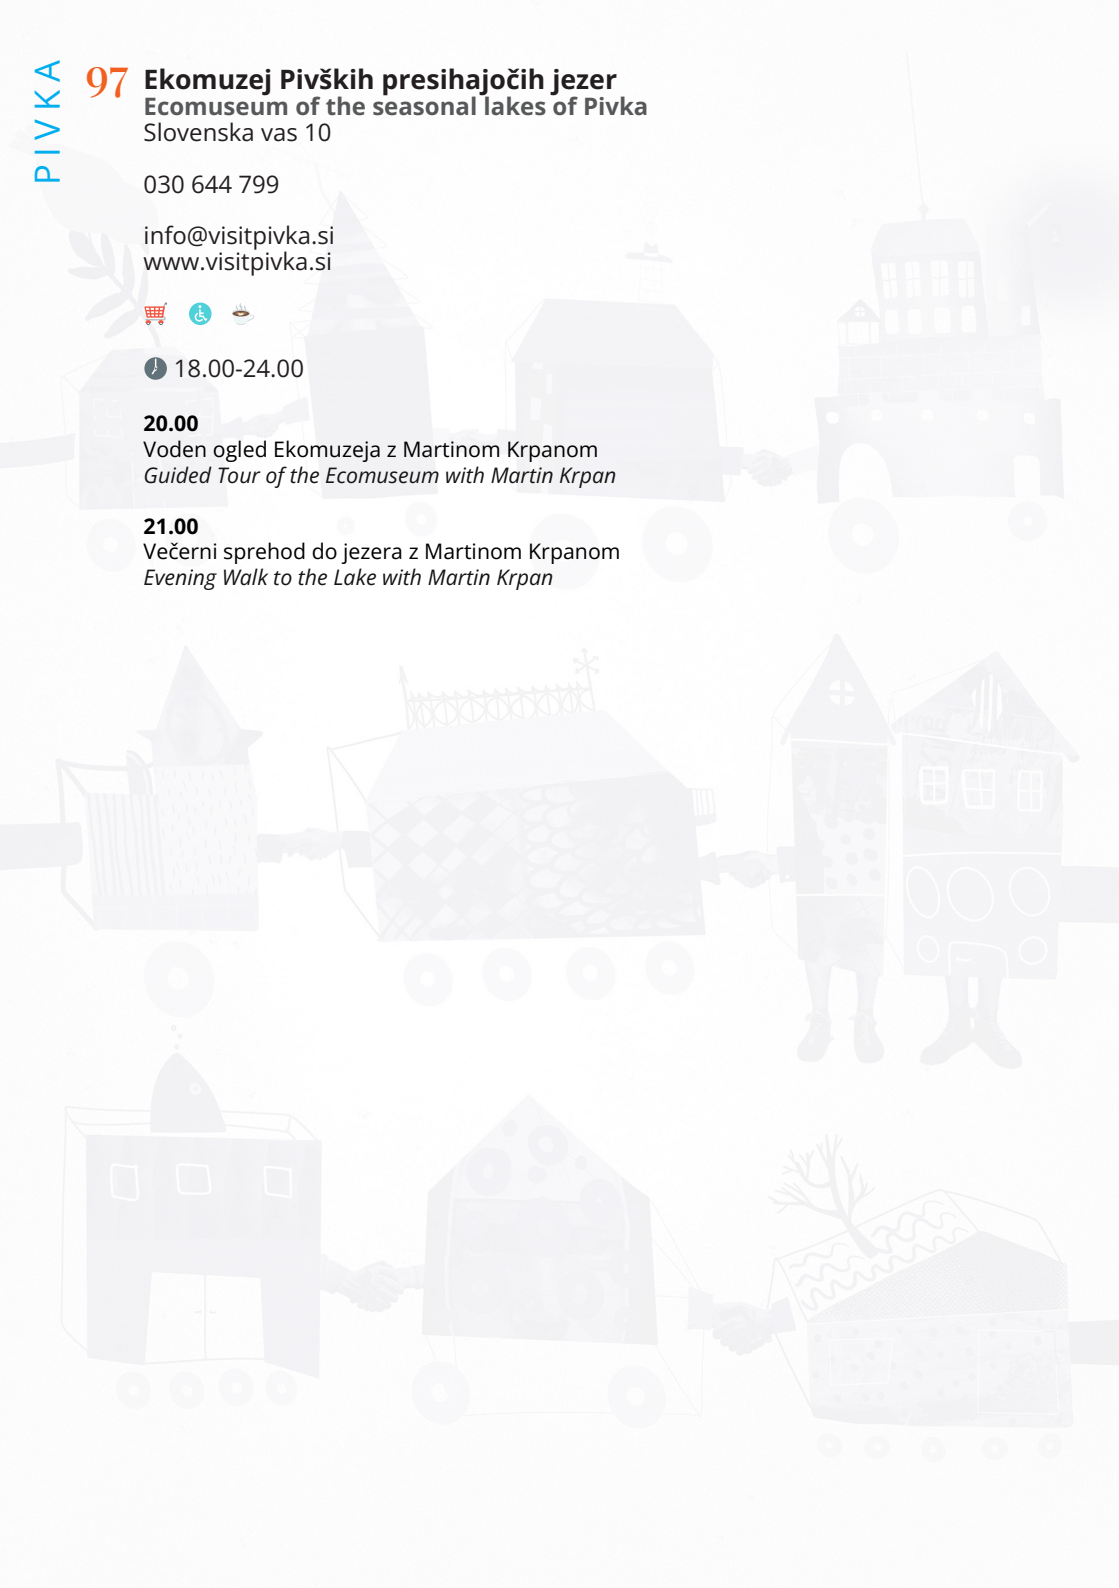 PIVKA
97 Ekomuzej Pivških presihajočih jezer
Ecomuseum of the seasonal lakes of Pivka
Slovenska vas 10
030 644 799
info@visitpivka.si
www.visitpivka.si
18.00-24.00
20.00
Voden ogled Ekomuzeja z Martinom Krpanom
Guided Tour of the Ecomuseum with Martin Krpan
21.00
Večerni sprehod do jezera z Martinom Krpanom
Evening Walk to the Lake with Martin Krpan